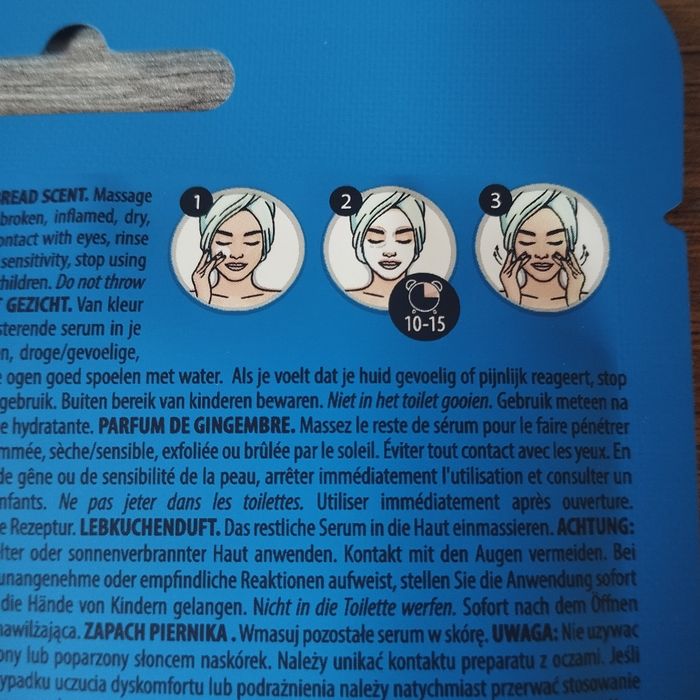 READ SCENT. Massage
broken, inflamed, dry,
ontact with eyes, rinse
sensitivity, stop using
children. Do not throw
GEZICHT. Van kleur
sterende serum in je
n, droge/gevoelige,
1
2
3
10-15
e ogen goed spoelen met water. Als je voelt dat je huid gevoelig of pijnlijk reageert, stop
gebruik. Buiten bereik van kinderen bewaren. Niet in het toilet gooien. Gebruik meteen na
e hydratante. PARFUM DE GINGEMBRE. Massez le reste de sérum pour le faire pénétrer
mmée, sèche/sensible, exfoliée ou brûlée par le soleil. Éviter tout contact avec les yeux. En
de gêne ou de sensibilité de la peau, arrêter immédiatement l'utilisation et consulter un
nfants. Ne pas jeter dans les toilettes. Utiliser immédiatement après ouverture.
e Rezeptur. LEBKUCHENDUFT. Das restliche Serum in die Haut einmassieren. ACHTUNG:
elter oder sonnenverbrannter Haut anwenden. Kontakt mit den Augen vermeiden. Bei
unangenehme oder empfindliche Reaktionen aufweist, stellen Sie die Anwendung sofort
die Hände von Kindern gelangen. Nicht in die Toilette werfen. Sofort nach dem Öffnen
nawilżająca. ZAPACH PIERNIKA . Wmasuj pozostałe serum w skórę. UWAGA: Nie używać
ony lub poparzony słońcem naskórek. Należy unikać kontaktu preparatu z oczami. Jeśli
ypadku uczucia dyskomfortu lub podrażnienia należy natychmiast przerwać stosowanie